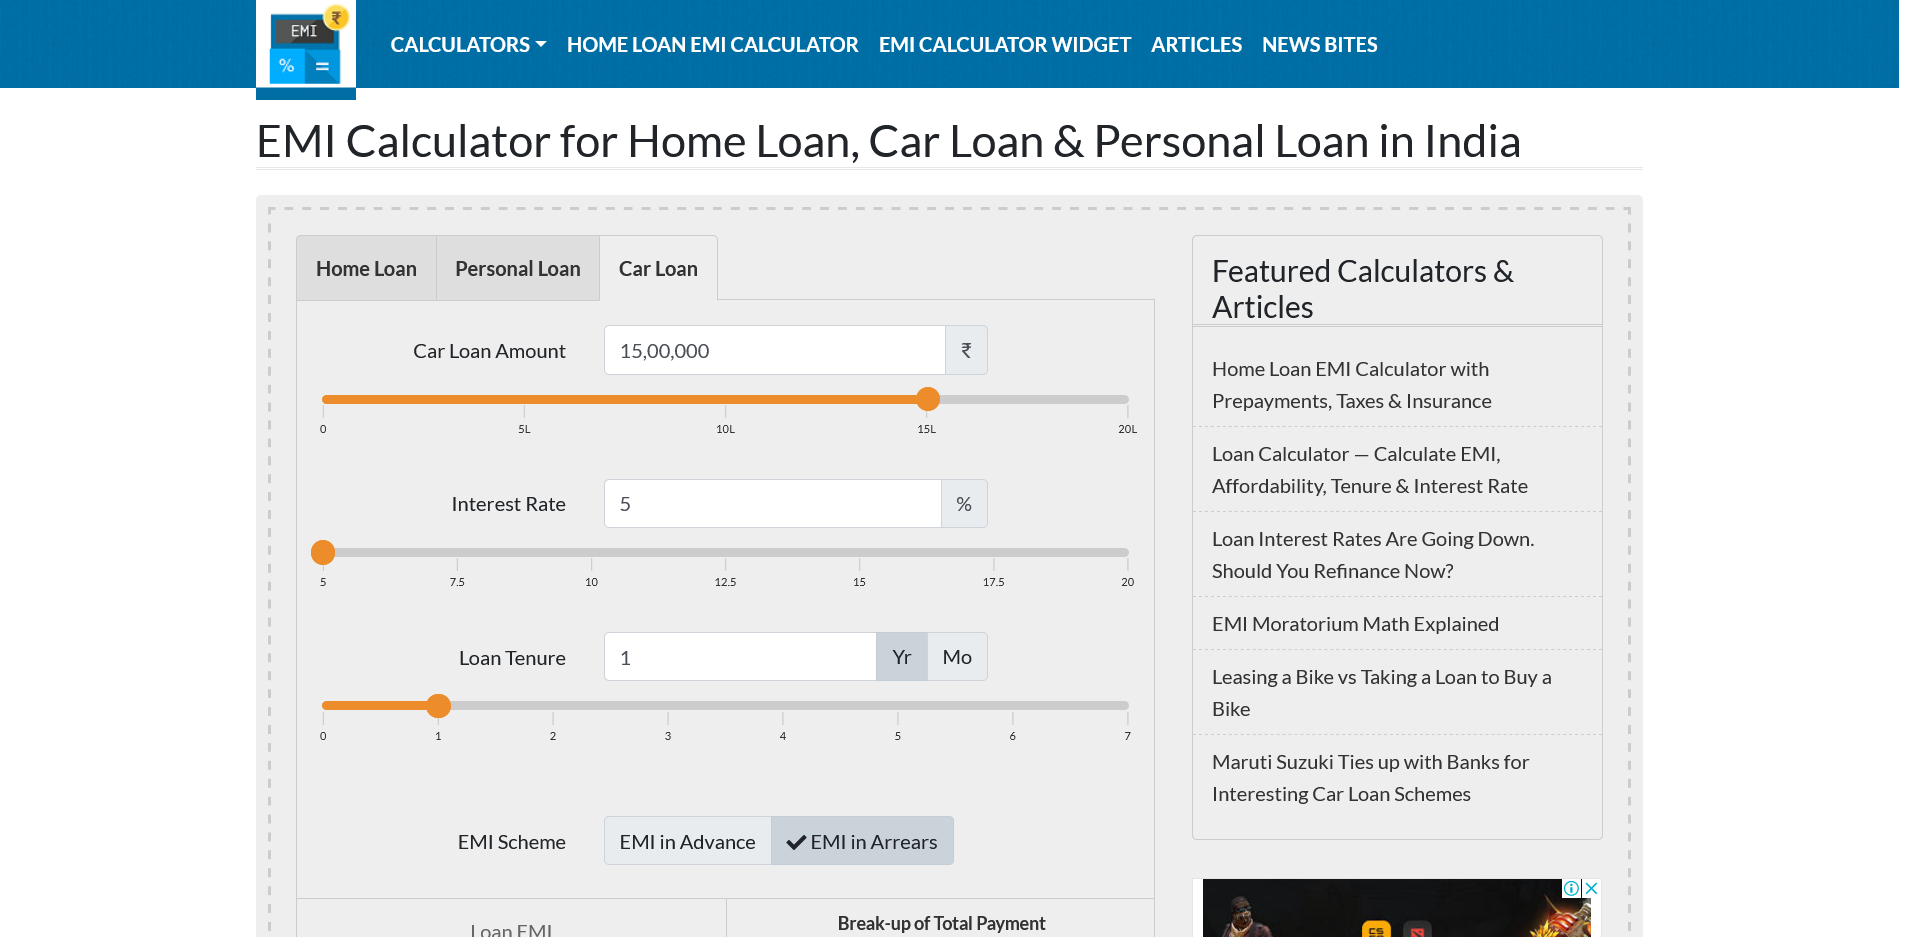 EMI
₹
%
=
CALCULATORS
HOME LOAN EMI CALCULATOR
EMI CALCULATOR WIDGET
ARTICLES
NEWS BITES
EMI Calculator for Home Loan, Car Loan & Personal Loan in India
Home Loan
Personal Loan
Car Loan
Car Loan Amount
15,00,000
₹
0
5L
10L
15L
20L
Interest Rate
5
%
5
7.5
10
12.5
15
17.5
20
Loan Tenure
1
Yr
Mo
0
1
2
3
4
5
6
7
EMI Scheme
EMI in Advance
EMI in Arrears
Loan EMI
Break-up of Total Payment
Featured Calculators &
Articles
Home Loan EMI Calculator with
Prepayments, Taxes & Insurance
Loan Calculator — Calculate EMI,
Affordability, Tenure & Interest Rate
Loan Interest Rates Are Going Down.
Should You Refinance Now?
EMI Moratorium Math Explained
Leasing a Bike vs Taking a Loan to Buy a
Bike
Maruti Suzuki Ties up with Banks for
Interesting Car Loan Schemes